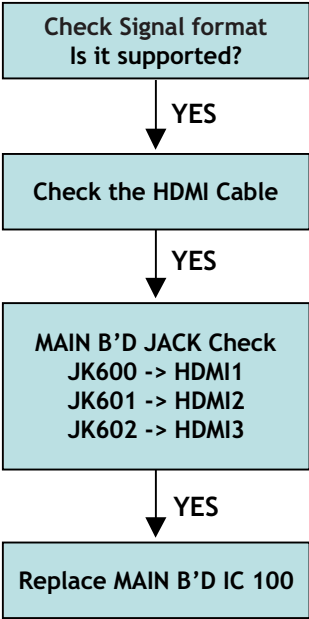 Check Signal format
Is it supported?
YES
Check the HDMI Cable
YES
MAIN B’D JACK Check
JK600 -> HDMI1
JK601 -> HDMI2
JK602 -> HDMI3
YES
Replace MAIN B’D IC 100